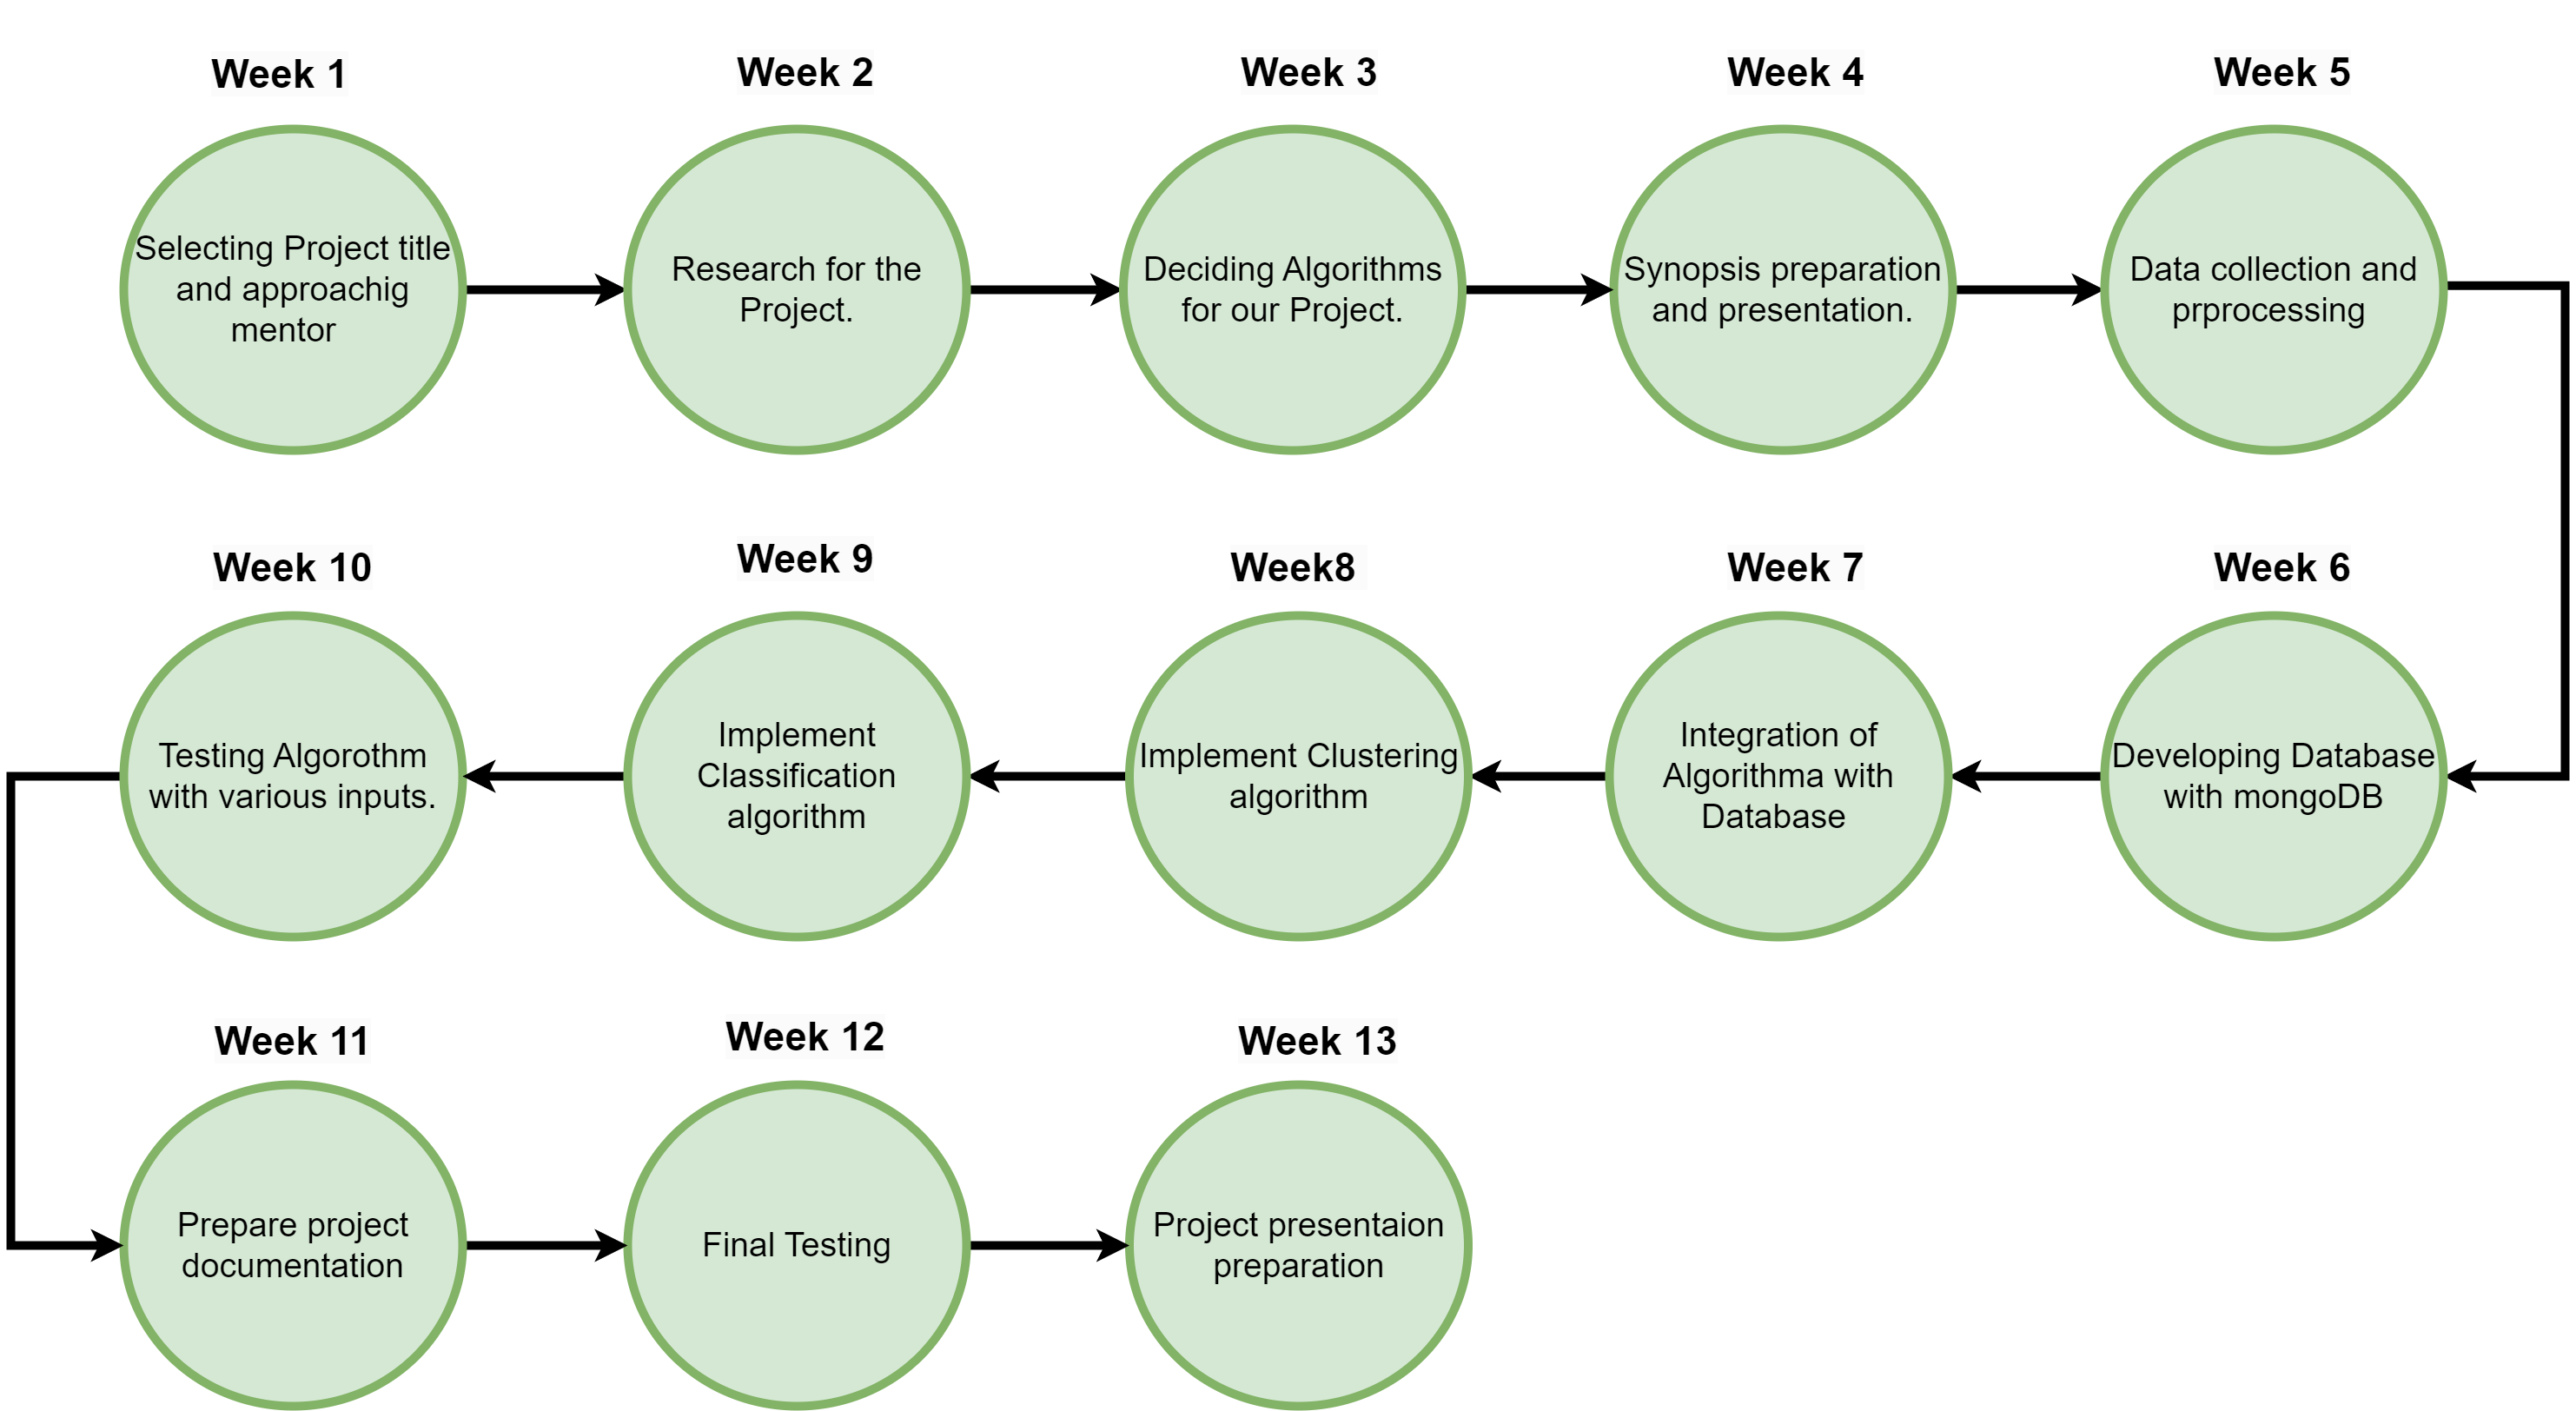 Week 1
Week 2
Week 3
Week 4
Week 5
Selecting Project title
and approachig
mentor
Research for the
Project.
Deciding Algorithms
for our Project.
Synopsis preparation
and presentation.
Data collection and
prprocessing
Week 6
Week 7
Week8
Week 9
Week 10
Developing Database
with mongoDB
Integration of
Algorithma with
Database
Implement Clustering
algorithm
Implement
Classification
algorithm
Testing Algorothm
with various inputs.
Week 11
Week 12
Week 13
Prepare project
documentation
Final Testing
Project presentaion
preparation